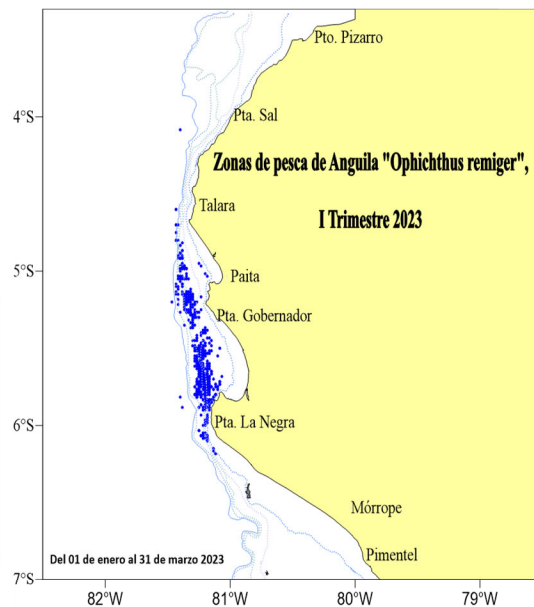 Pto. Pizarro
4°S
Pta. Sal
Zonas de pesca de Anguila "Ophichthus remiger",
I Trimestre 2023
Talara
5°S
Paita
Pta. Gobernador
6°S
Pta. La Negra
Mórrope
Pimentel
Del 01 de enero al 31 de marzo 2023
7°S
82°W 81°W 80°W 79°W